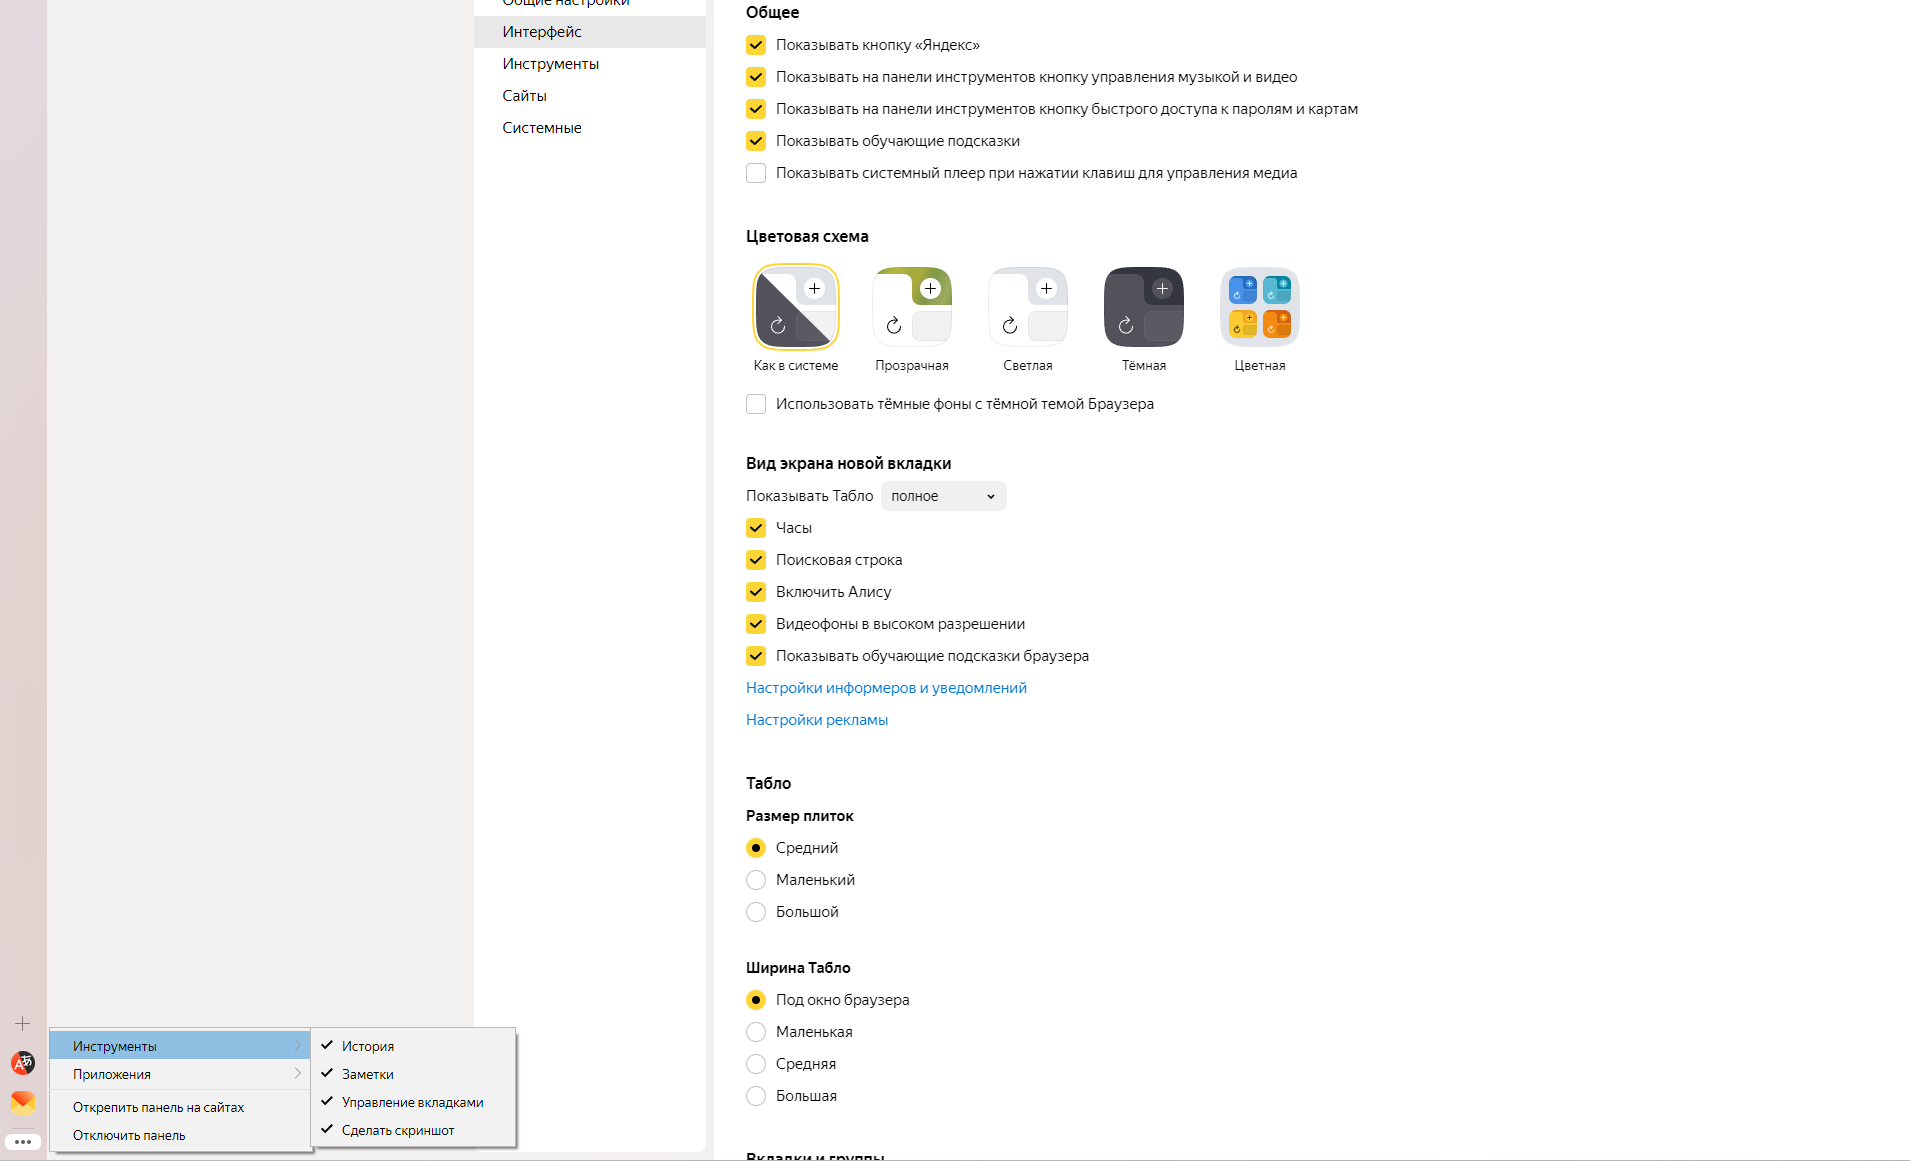 Общие настройки
Интерфейс
Инструменты
Сайты
Системные
Общее
Показывать кнопку «Яндекс»
Показывать на панели инструментов кнопку управления музыкой и видео
Показывать на панели инструментов кнопку быстрого доступа к паролям и картам
Показывать обучающие подсказки
Показывать системный плеер при нажатии клавиш для управления медиа
Цветовая схема
Как в системе
Прозрачная
Светлая
Тёмная
Цветная
Использовать тёмные фоны с тёмной темой Браузера
Вид экрана новой вкладки
Показывать Табло полное
Часы
Поисковая строка
Включить Алису
Видеофоны в высоком разрешении
Показывать обучающие подсказки браузера
Настройки информеров и уведомлений
Настройки рекламы
Табло
Размер плиток
Средний
Маленький
Большой
Ширина Табло
Под окно браузера
Маленькая
Средняя
Большая
Вкладки и группы
Инструменты
Приложения
Открепить панель на сайтах
Отключить панель
История
Заметки
Управление вкладками
Сделать скриншот